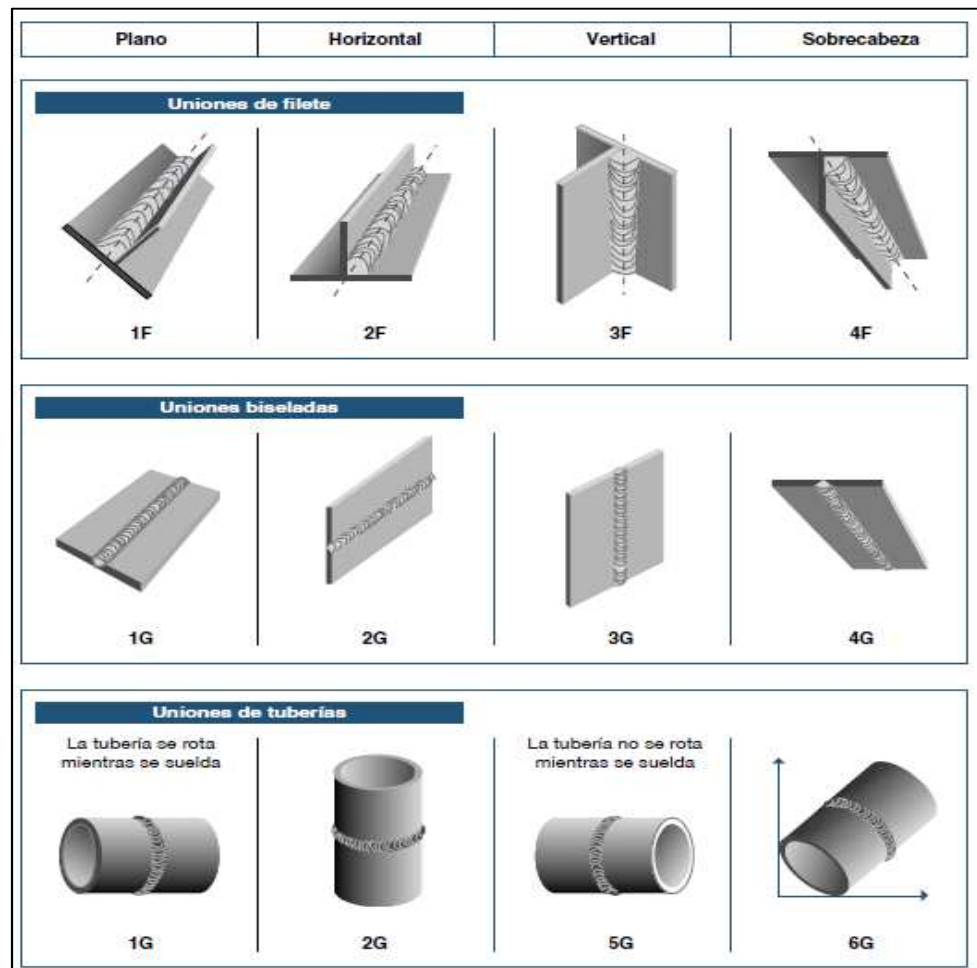 Plano Horizontal Vertical Sobrecabeza
Uniones de filete
1F 2F 3F 4F
Uniones biseladas
1G 2G 3G 4G
Uniones de tuberías
La tubería se rota
mientras se suelda
La tubería no se rota
mientras se suelda
1G 2G 5G 6G